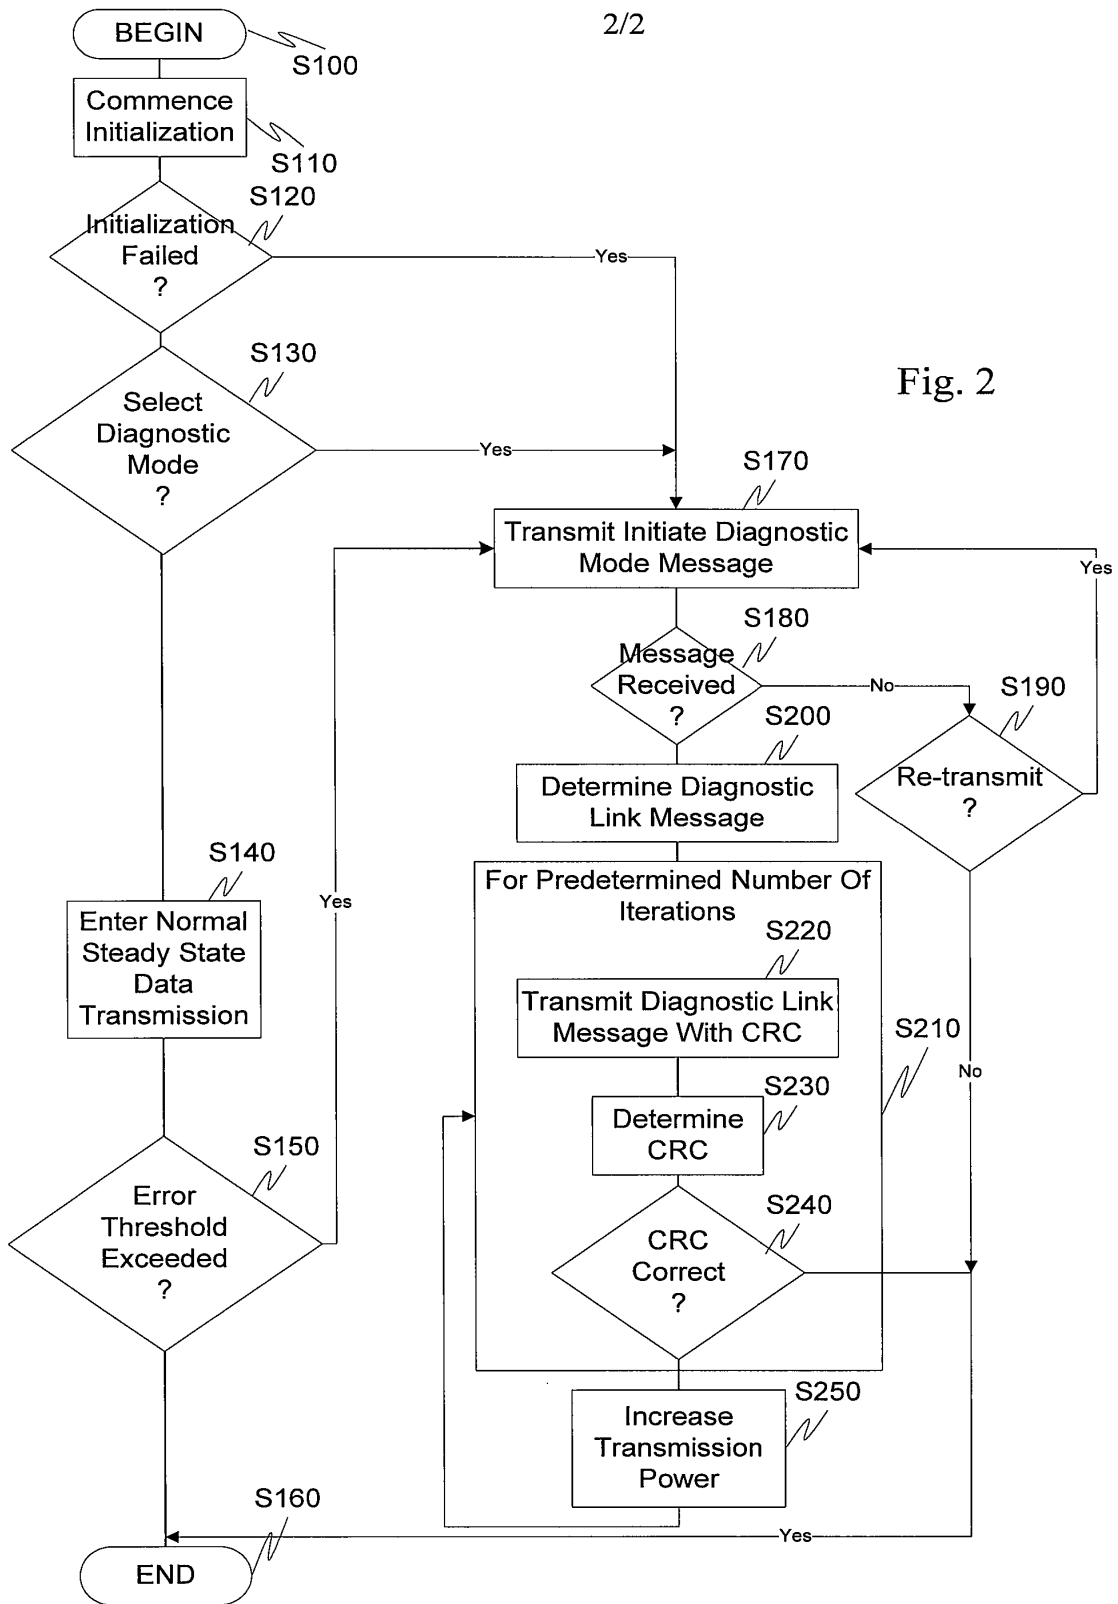 2/2
BEGIN
S100
Commence
Initialization
S110
S120
Initialization
Failed
?
Yes
S130
Select
Diagnostic
Mode
?
Yes
Fig. 2
S170
Transmit Initiate Diagnostic
Mode Message
Yes
S180
Message
Received
?
No
S190
Re-transmit
?
S200
Determine Diagnostic
Link Message
S140
Enter Normal
Steady State
Data
Transmission
Yes
For Predetermined Number Of
Iterations
S220
Transmit Diagnostic Link
Message With CRC
S210
No
S230
Determine
CRC
S150
Error
Threshold
Exceeded
?
S240
CRC
Correct
?
S250
Increase
Transmission
Power
S160
Yes
END